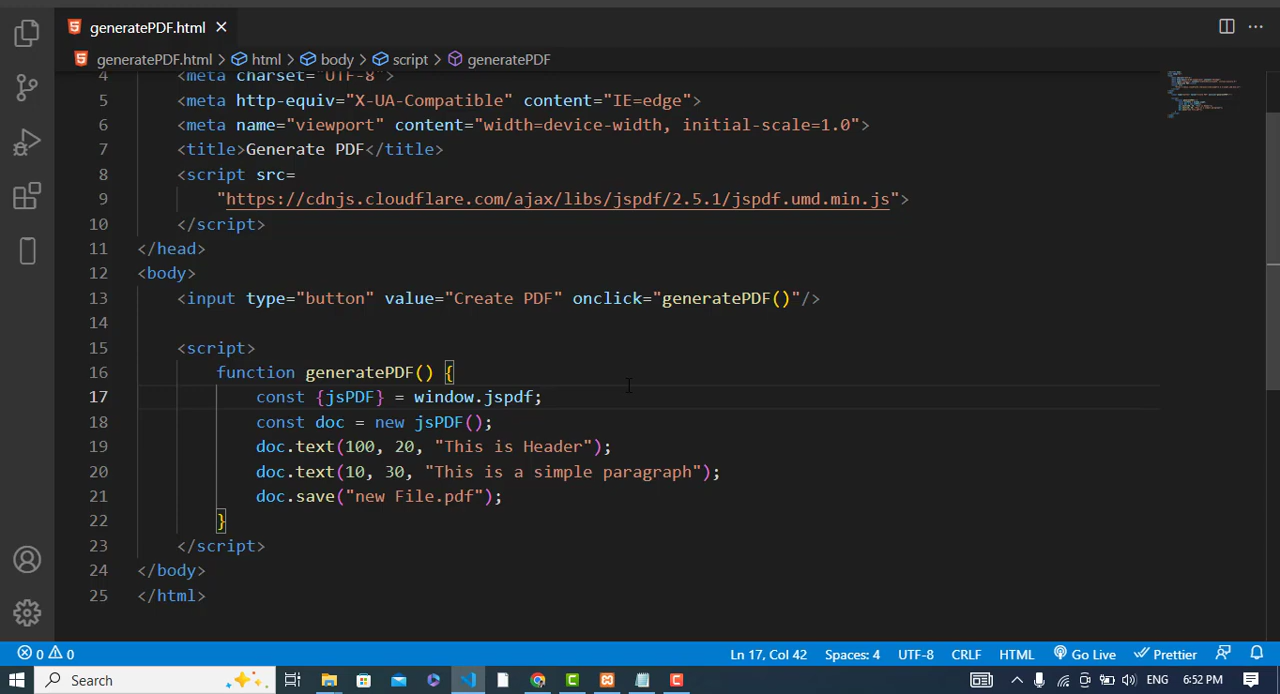 generatePDF.html
generatePDF.html > html > body > script > generatePDF
4 <meta charset="UTF-8">
5 <meta http-equiv="X-UA-Compatible" content="IE=edge">
6 <meta name="viewport" content="width=device-width, initial-scale=1.0">
7 <title>Generate PDF</title>
8 <script src=
9 "https://cdnjs.cloudflare.com/ajax/libs/jspdf/2.5.1/jspdf.umd.min.js">
10 </script>
11 </head>
12 <body>
13 <input type="button" value="Create PDF" onclick="generatePDF()"/>
14
15 <script>
16 function generatePDF() {
17 const {jsPDF} = window.jspdf;
18 const doc = new jsPDF();
19 doc.text(100, 20, "This is Header");
20 doc.text(10, 30, "This is a simple paragraph");
21 doc.save("new File.pdf");
22 }
23 </script>
24 </body>
25 </html>
0 0 Ln 17, Col 42 Spaces: 4 UTF-8 CRLF HTML Go Live Prettier
Search ENG 6:52 PM